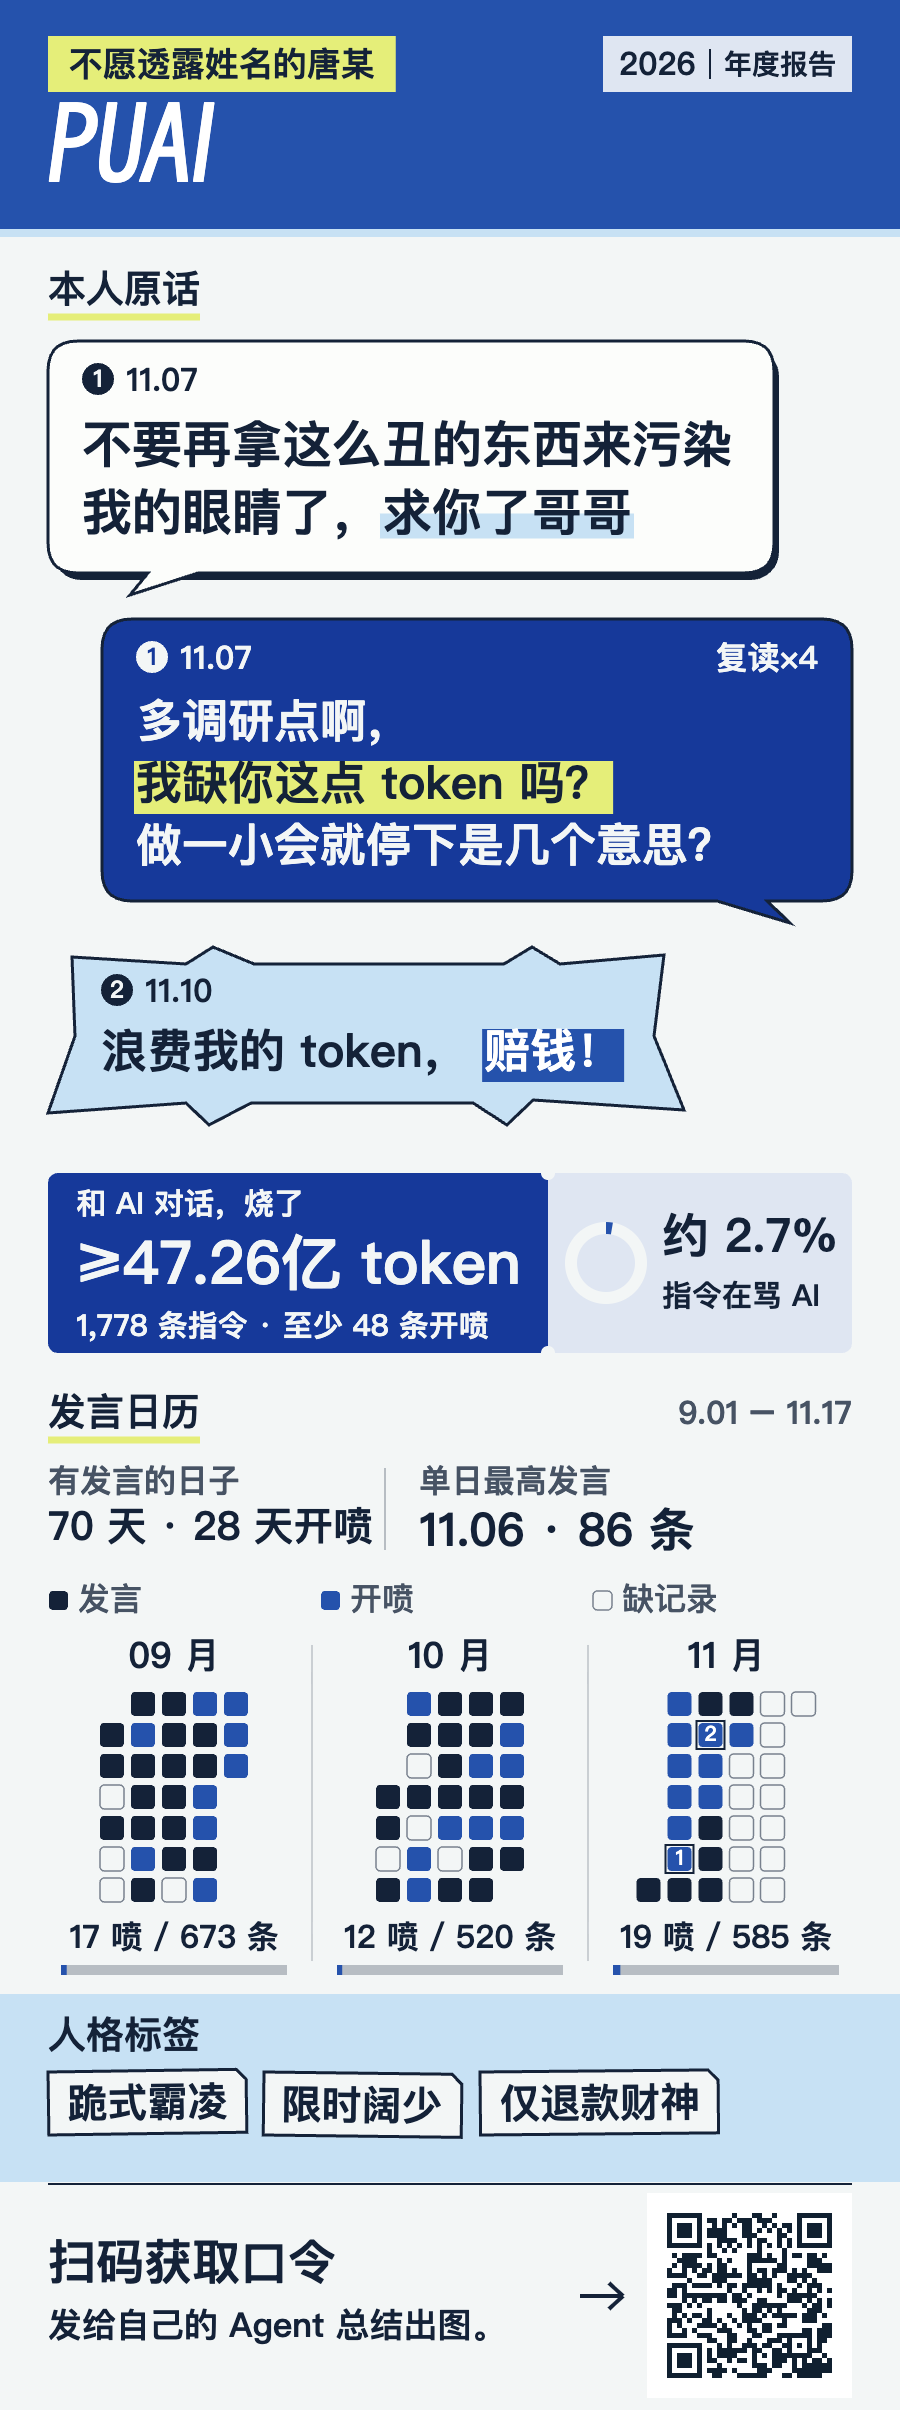 不愿透露姓名的唐某
2026｜年度报告
PUAI
本人原话
1 11.07
不要再拿这么丑的东西来污染
我的眼睛了，求你了哥哥
1 11.07 复读×4
多调研点啊，
我缺你这点 token 吗？
做一小会就停下是几个意思？
2 11.10
浪费我的 token， 赔钱！
和 AI 对话，烧了
≥47.26亿 token
1,778 条指令 · 至少 48 条开喷
约 2.7%
指令在骂 AI
发言日历
9.01 — 11.17
有发言的日子
70 天 · 28 天开喷
单日最高发言
11.06 · 86 条
发言 开喷 缺记录
09 月 10 月 11 月
2
1
17 喷 / 673 条 12 喷 / 520 条 19 喷 / 585 条
人格标签
跪式霸凌 限时阔少 仅退款财神
扫码获取口令
→
发给自己的 Agent 总结出图。